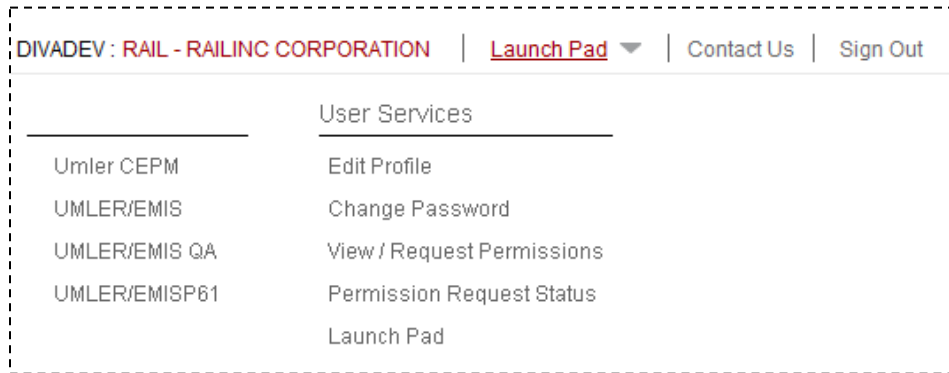 DIVADEV : RAIL - RAILINC CORPORATION | Launch Pad | Contact Us | Sign Out
User Services
Umler CEPM
UMLER/EMIS
UMLER/EMIS QA
UMLER/EMISP61
Edit Profile
Change Password
View / Request Permissions
Permission Request Status
Launch Pad